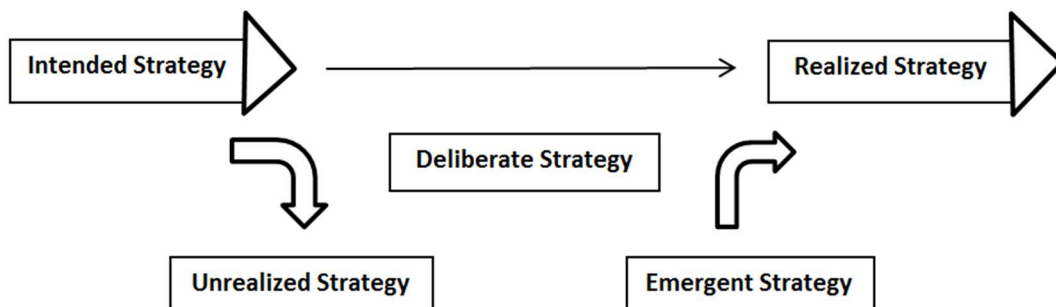 Intended Strategy
Realized Strategy
Deliberate Strategy
Unrealized Strategy
Emergent Strategy